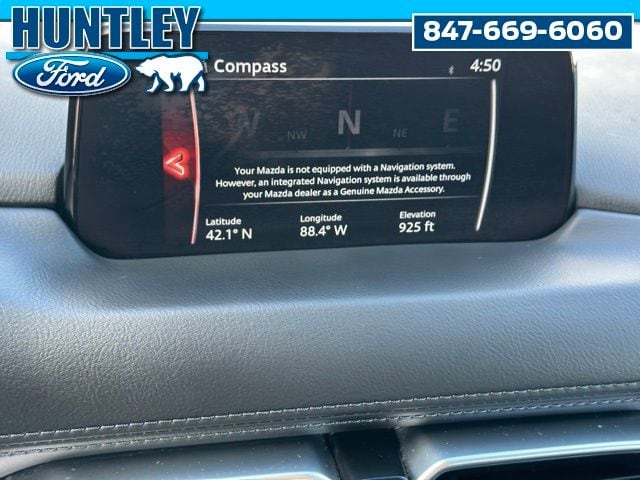 HUNTLEY
Ford
847-669-6060
Compass
4:50
W NW N NE E
Your Mazda is not equipped with a Navigation system.
However, an integrated Navigation system is available through
your Mazda dealer as a Genuine Mazda Accessory.
Latitude Longitude Elevation
42.1° N 88.4° W 925 ft